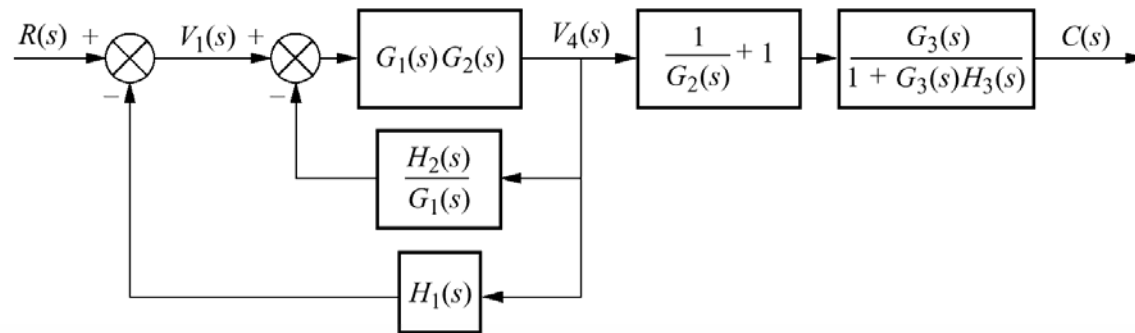 R(s) +
V₁(s) +
G₁(s)G₂(s)
V₄(s)
1
G₂(s)
+ 1
G₃(s)
1 + G₃(s)H₃(s)
C(s)
−
−
H₂(s)
G₁(s)
H₁(s)